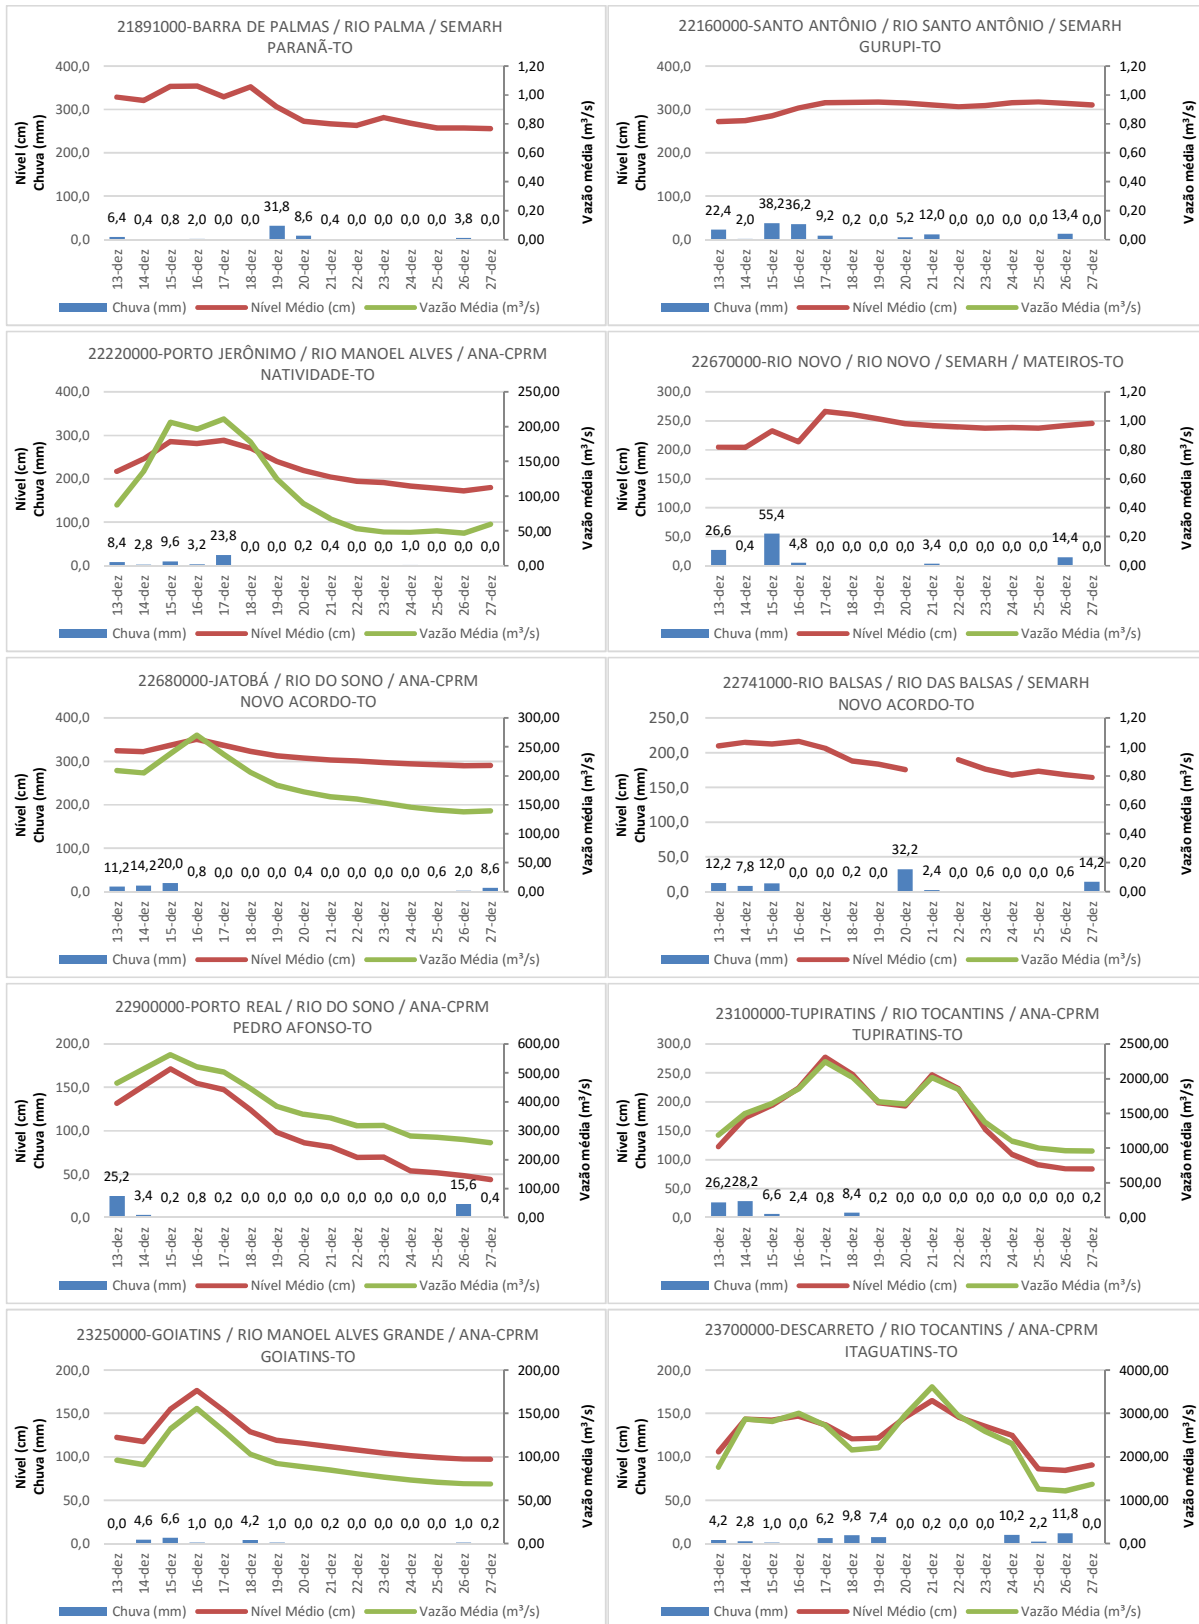 21891000-BARRA DE PALMAS / RIO PALMA / SEMARH
PARANÃ-TO
400,0
300,0
200,0
100,0
0,0
Nível (cm)
Chuva (mm)
1,20
1,00
0,80
0,60
0,40
0,20
0,00
Vazão média (m³/s)
6,4 0,4 0,8 2,0 0,0 0,0 31,8 8,6 0,4 0,0 0,0 0,0 0,0 3,8 0,0
13-dez 14-dez 15-dez 16-dez 17-dez 18-dez 19-dez 20-dez 21-dez 22-dez 23-dez 24-dez 25-dez 26-dez 27-dez
Chuva (mm) Nível Médio (cm) Vazão Média (m³/s)
22160000-SANTO ANTÔNIO / RIO SANTO ANTÔNIO / SEMARH
GURUPI-TO
400,0
300,0
200,0
100,0
0,0
Nível (cm)
Chuva (mm)
1,20
1,00
0,80
0,60
0,40
0,20
0,00
Vazão média (m³/s)
22,4 2,0 38,2 36,2 9,2 0,2 0,0 5,2 12,0 0,0 0,0 0,0 0,0 13,4 0,0
13-dez 14-dez 15-dez 16-dez 17-dez 18-dez 19-dez 20-dez 21-dez 22-dez 23-dez 24-dez 25-dez 26-dez 27-dez
Chuva (mm) Nível Médio (cm) Vazão Média (m³/s)
22220000-PORTO JERÔNIMO / RIO MANOEL ALVES / ANA-CPRM
NATIVIDADE-TO
400,0
300,0
200,0
100,0
0,0
Nível (cm)
Chuva (mm)
250,00
200,00
150,00
100,00
50,00
0,00
Vazão média (m³/s)
8,4 2,8 9,6 3,2 23,8 0,0 0,0 0,2 0,4 0,0 0,0 1,0 0,0 0,0 0,0
13-dez 14-dez 15-dez 16-dez 17-dez 18-dez 19-dez 20-dez 21-dez 22-dez 23-dez 24-dez 25-dez 26-dez 27-dez
Chuva (mm) Nível Médio (cm) Vazão Média (m³/s)
22670000-RIO NOVO / RIO NOVO / SEMARH / MATEIROS-TO
300,0
250,0
200,0
150,0
100,0
50,0
0,0
Nível (cm)
Chuva (mm)
1,20
1,00
0,80
0,60
0,40
0,20
0,00
Vazão média (m³/s)
26,6 0,4 55,4 4,8 0,0 0,0 0,0 0,0 3,4 0,0 0,0 0,0 0,0 14,4 0,0
13-dez 14-dez 15-dez 16-dez 17-dez 18-dez 19-dez 20-dez 21-dez 22-dez 23-dez 24-dez 25-dez 26-dez 27-dez
Chuva (mm) Nível Médio (cm) Vazão Média (m³/s)
22680000-JATOBÁ / RIO DO SONO / ANA-CPRM
NOVO ACORDO-TO
400,0
300,0
200,0
100,0
0,0
Nível (cm)
Chuva (mm)
300,00
250,00
200,00
150,00
100,00
50,00
0,00
Vazão média (m³/s)
11,2 14,2 20,0 0,8 0,0 0,0 0,0 0,4 0,0 0,0 0,0 0,0 0,6 2,0 8,6
13-dez 14-dez 15-dez 16-dez 17-dez 18-dez 19-dez 20-dez 21-dez 22-dez 23-dez 24-dez 25-dez 26-dez 27-dez
Chuva (mm) Nível Médio (cm) Vazão Média (m³/s)
22741000-RIO BALSAS / RIO DAS BALSAS / SEMARH
NOVO ACORDO-TO
250,0
200,0
150,0
100,0
50,0
0,0
Nível (cm)
Chuva (mm)
1,20
1,00
0,80
0,60
0,40
0,20
0,00
Vazão média (m³/s)
12,2 7,8 12,0 0,0 0,0 0,2 0,0 32,2 2,4 0,0 0,6 0,0 0,0 0,6 14,2
13-dez 14-dez 15-dez 16-dez 17-dez 18-dez 19-dez 20-dez 21-dez 22-dez 23-dez 24-dez 25-dez 26-dez 27-dez
Chuva (mm) Nível Médio (cm) Vazão Média (m³/s)
22900000-PORTO REAL / RIO DO SONO / ANA-CPRM
PEDRO AFONSO-TO
200,0
150,0
100,0
50,0
0,0
Nível (cm)
Chuva (mm)
600,00
500,00
400,00
300,00
200,00
100,00
0,00
Vazão média (m³/s)
25,2 3,4 0,2 0,8 0,2 0,0 0,0 0,0 0,0 0,0 0,0 0,0 0,0 15,6 0,4
13-dez 14-dez 15-dez 16-dez 17-dez 18-dez 19-dez 20-dez 21-dez 22-dez 23-dez 24-dez 25-dez 26-dez 27-dez
Chuva (mm) Nível Médio (cm) Vazão Média (m³/s)
23100000-TUPIRATINS / RIO TOCANTINS / ANA-CPRM
TUPIRATINS-TO
300,0
250,0
200,0
150,0
100,0
50,0
0,0
Nível (cm)
Chuva (mm)
2500,00
2000,00
1500,00
1000,00
500,00
0,00
Vazão média (m³/s)
26,2 28,2 6,6 2,4 0,8 8,4 0,2 0,0 0,0 0,0 0,0 0,0 0,0 0,0 0,2
13-dez 14-dez 15-dez 16-dez 17-dez 18-dez 19-dez 20-dez 21-dez 22-dez 23-dez 24-dez 25-dez 26-dez 27-dez
Chuva (mm) Nível Médio (cm) Vazão Média (m³/s)
23250000-GOIATINS / RIO MANOEL ALVES GRANDE / ANA-CPRM
GOIATINS-TO
200,0
150,0
100,0
50,0
0,0
Nível (cm)
Chuva (mm)
200,00
150,00
100,00
50,00
0,00
Vazão média (m³/s)
0,0 4,6 6,6 1,0 0,0 4,2 1,0 0,0 0,2 0,0 0,0 0,0 0,0 1,0 0,2
13-dez 14-dez 15-dez 16-dez 17-dez 18-dez 19-dez 20-dez 21-dez 22-dez 23-dez 24-dez 25-dez 26-dez 27-dez
Chuva (mm) Nível Médio (cm) Vazão Média (m³/s)
23700000-DESCARRETO / RIO TOCANTINS / ANA-CPRM
ITAGUATINS-TO
200,0
150,0
100,0
50,0
0,0
Nível (cm)
Chuva (mm)
4000,00
3000,00
2000,00
1000,00
0,00
Vazão média (m³/s)
4,2 2,8 1,0 0,0 6,2 9,8 7,4 0,0 0,2 0,0 0,0 10,2 2,2 11,8 0,0
13-dez 14-dez 15-dez 16-dez 17-dez 18-dez 19-dez 20-dez 21-dez 22-dez 23-dez 24-dez 25-dez 26-dez 27-dez
Chuva (mm) Nível Médio (cm) Vazão Média (m³/s)